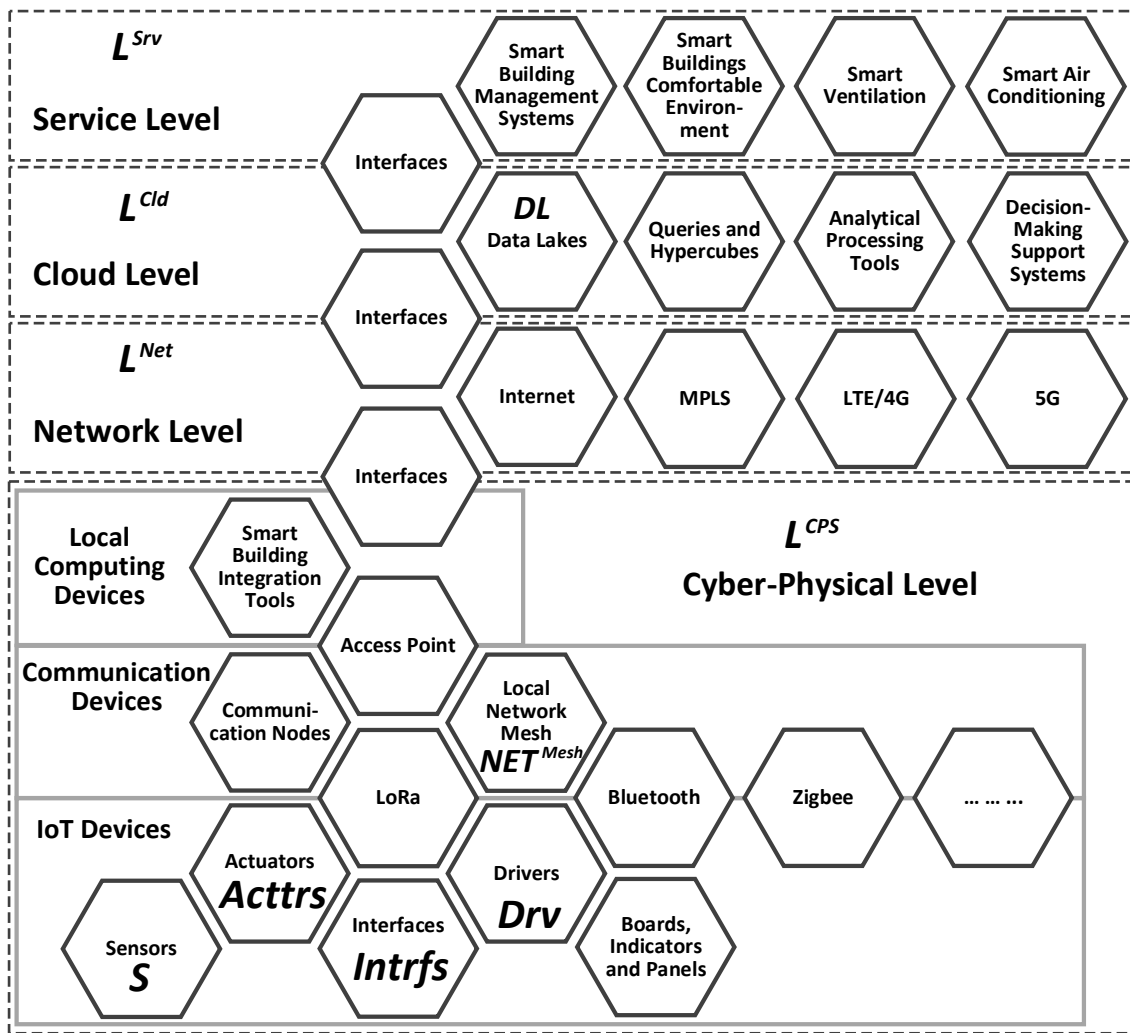 L^Srv
Service Level
Smart
Building
Management
Systems
Smart
Buildings
Comfortable
Environ-
ment
Smart
Ventilation
Smart Air
Conditioning
Interfaces
L^Cld
Cloud Level
DL
Data Lakes
Queries and
Hypercubes
Analytical
Processing
Tools
Decision-
Making
Support
Systems
Interfaces
L^Net
Network Level
Internet
MPLS
LTE/4G
5G
Interfaces
L^CPS
Cyber-Physical Level
Local
Computing
Devices
Smart
Building
Integration
Tools
Access Point
Communication
Devices
Communi-
cation Nodes
Local
Network
Mesh
NET^Mesh
LoRa
Bluetooth
Zigbee
... ... ...
IoT Devices
Actuators
Acttrs
Drivers
Drv
Sensors
S
Interfaces
Intrfs
Boards,
Indicators
and Panels